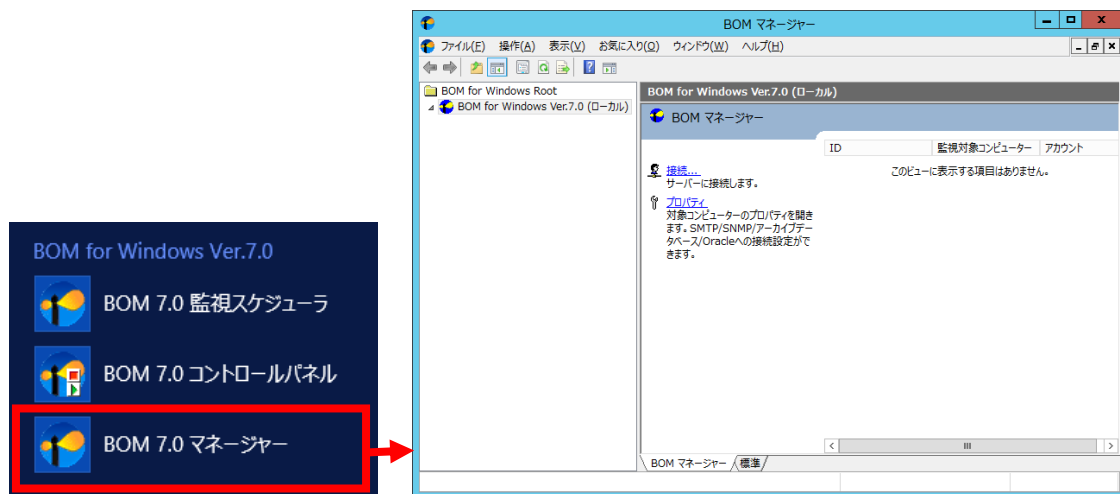 BOM for Windows Ver.7.0
BOM 7.0 監視スケジューラ
BOM 7.0 コントロールパネル
BOM 7.0 マネージャー
BOM マネージャー
ファイル(F) 操作(A) 表示(V) お気に入り(O) ウィンドウ(W) ヘルプ(H)
BOM for Windows Root
BOM for Windows Ver.7.0 (ローカル)
BOM for Windows Ver.7.0 (ローカル)
BOM マネージャー
ID 監視対象コンピューター アカウント
このビューに表示する項目はありません。
接続...
サーバーに接続します。
プロパティ
対象コンピューターのプロパティを開き
ます。SMTP/SNMP/アーカイブデー
タベース/Oracleへの接続設定がで
きます。
BOM マネージャー 標準